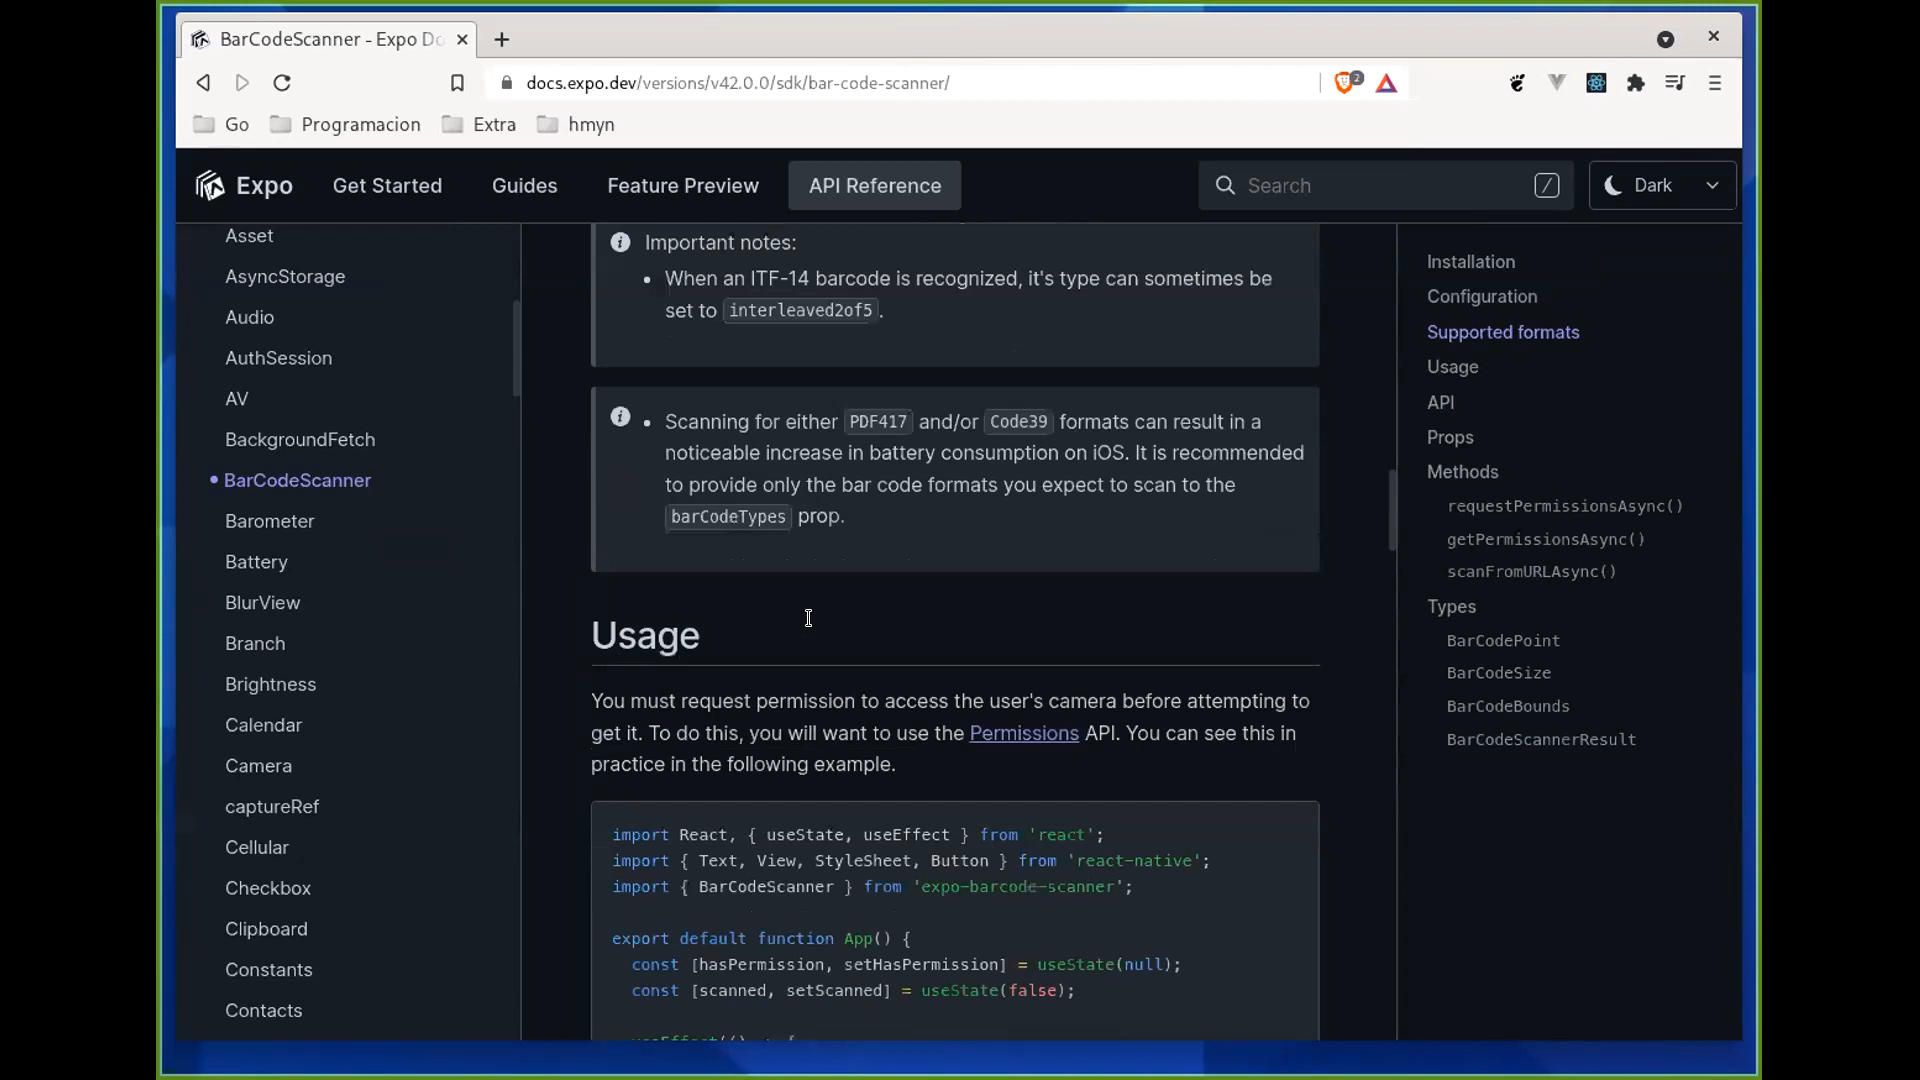 BarCodeScanner - Expo Do
docs.expo.dev/versions/v42.0.0/sdk/bar-code-scanner/
2
Go
Programacion
Extra
hmyn
Expo
Get Started
Guides
Feature Preview
API Reference
Search
/
Dark
Asset
AsyncStorage
Audio
AuthSession
AV
BackgroundFetch
• BarCodeScanner
Barometer
Battery
BlurView
Branch
Brightness
Calendar
Camera
captureRef
Cellular
Checkbox
Clipboard
Constants
Contacts
Important notes:
• When an ITF-14 barcode is recognized, it's type can sometimes be
set to interleaved2of5.
• Scanning for either PDF417 and/or Code39 formats can result in a
noticeable increase in battery consumption on iOS. It is recommended
to provide only the bar code formats you expect to scan to the
barCodeTypes prop.
Usage
You must request permission to access the user's camera before attempting to
get it. To do this, you will want to use the Permissions API. You can see this in
practice in the following example.
import React, { useState, useEffect } from 'react';
import { Text, View, StyleSheet, Button } from 'react-native';
import { BarCodeScanner } from 'expo-barcode-scanner';
export default function App() {
const [hasPermission, setHasPermission] = useState(null);
const [scanned, setScanned] = useState(false);
useEffect(() => {
Installation
Configuration
Supported formats
Usage
API
Props
Methods
requestPermissionsAsync()
getPermissionsAsync()
scanFromURLAsync()
Types
BarCodePoint
BarCodeSize
BarCodeBounds
BarCodeScannerResult